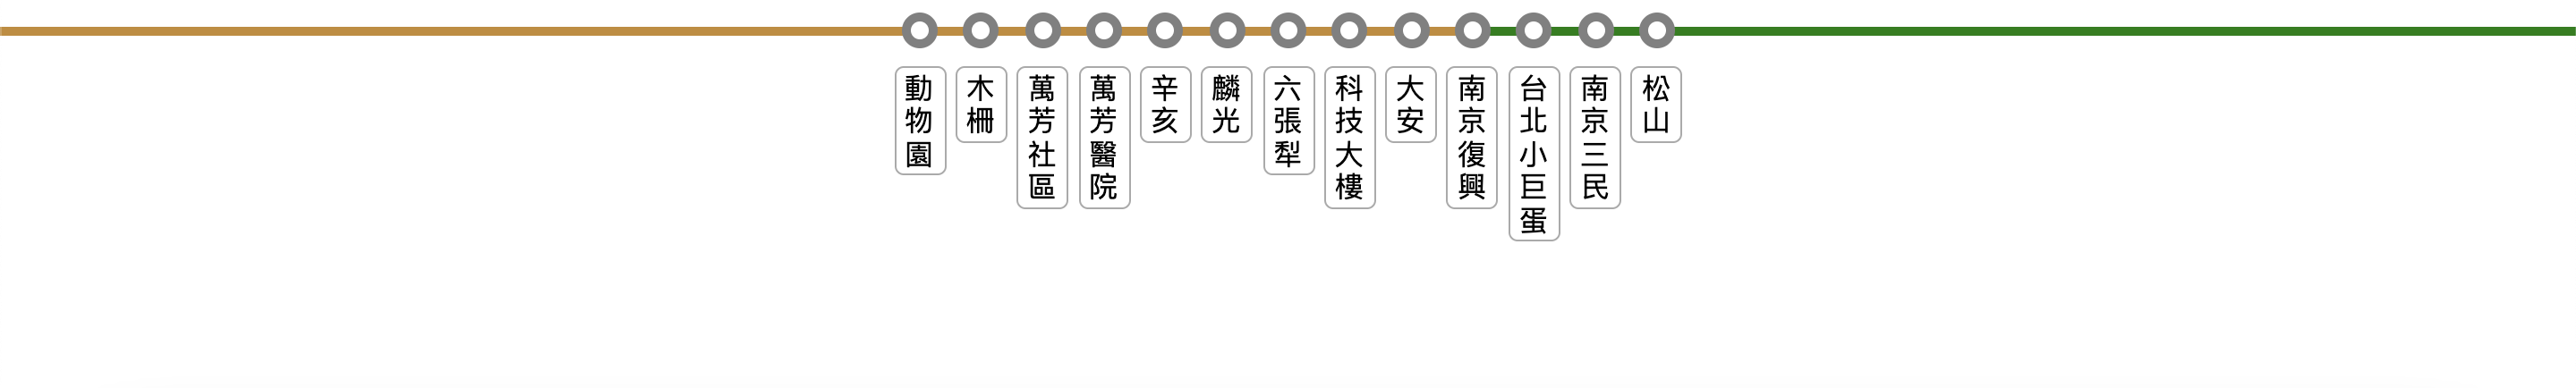 動物園
木柵
萬芳社區
萬芳醫院
辛亥
麟光
六張犁
科技大樓
大安
南京復興
台北小巨蛋
南京三民
松山